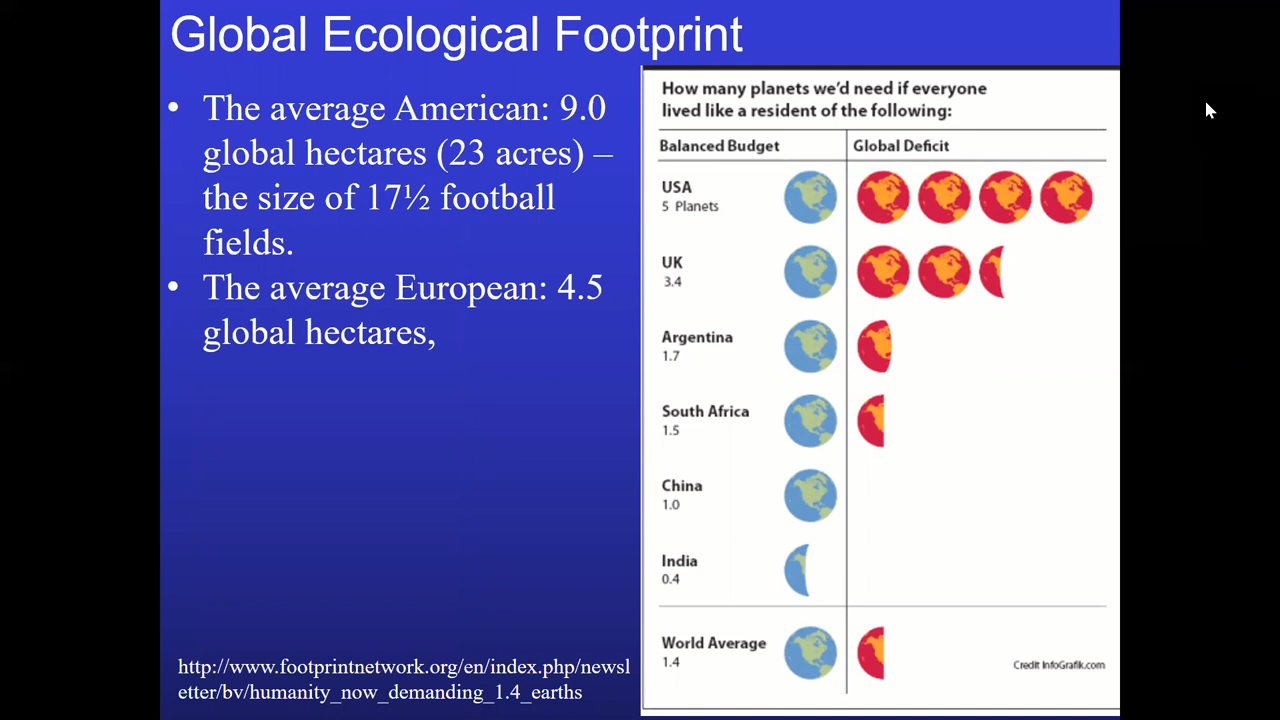 Global Ecological Footprint
• The average American: 9.0
global hectares (23 acres) –
the size of 17½ football
fields.
• The average European: 4.5
global hectares,
http://www.footprintnetwork.org/en/index.php/newsl
etter/bv/humanity_now_demanding_1.4_earths
How many planets we’d need if everyone
lived like a resident of the following:
Balanced Budget Global Deficit
USA
5 Planets
UK
3.4
Argentina
1.7
South Africa
1.5
China
1.0
India
0.4
World Average
1.4
Credit InfoGrafik.com